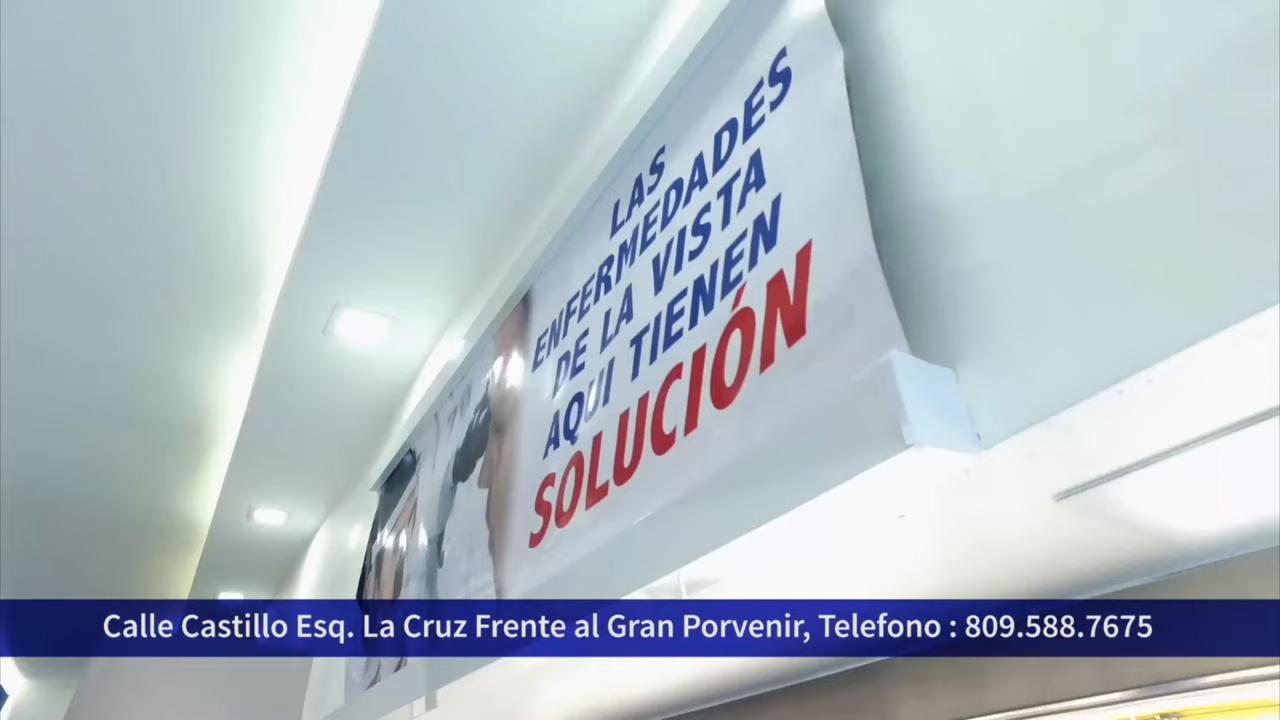 LAS
ENFERMEDADES
DE LA VISTA
AQUI TIENEN
SOLUCIÓN
Calle Castillo Esq. La Cruz Frente al Gran Porvenir, Telefono : 809.588.7675